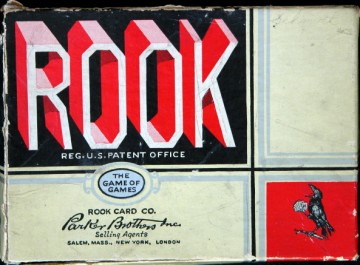 ROOK
REG. U.S. PATENT OFFICE
THE
GAME OF
GAMES
ROOK CARD CO.
Parker Brothers Inc.
Selling Agents
SALEM, MASS., NEW YORK, LONDON